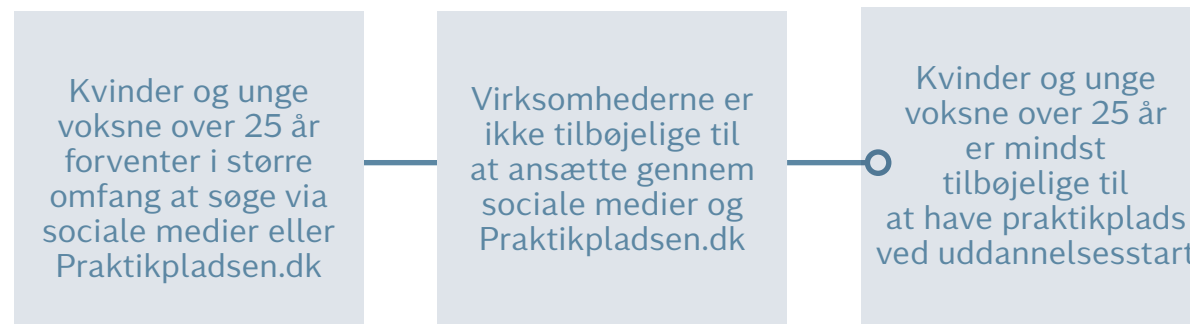 Kvinder og unge
voksne over 25 år
forventer i større
omfang at søge via
sociale medier eller
Praktikpladsen.dk
Virksomhederne er
ikke tilbøjelige til
at ansætte gennem
sociale medier og
Praktikpladsen.dk
Kvinder og unge
voksne over 25 år
er mindst
tilbøjelige til
at have praktikplads
ved uddannelsesstart